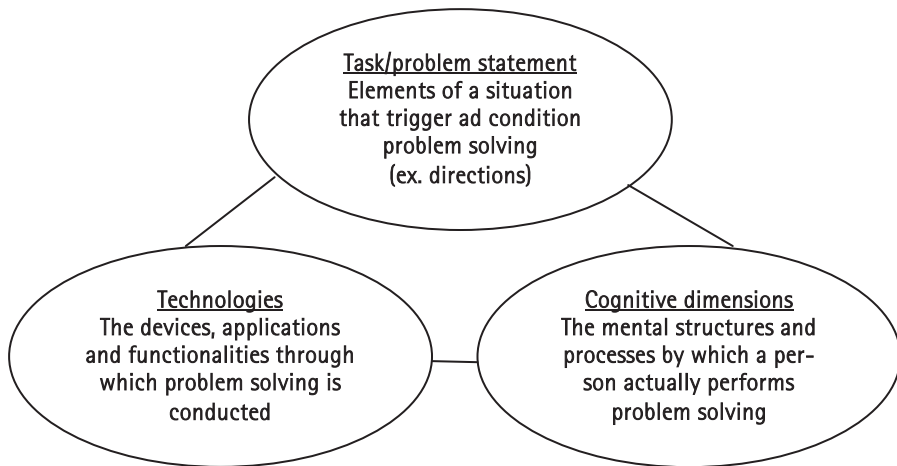 Task/problem statement
Elements of a situation
that trigger ad condition
problem solving
(ex. directions)
Technologies
The devices, applications
and functionalities through
which problem solving is
conducted
Cognitive dimensions
The mental structures and
processes by which a per-
son actually performs
problem solving